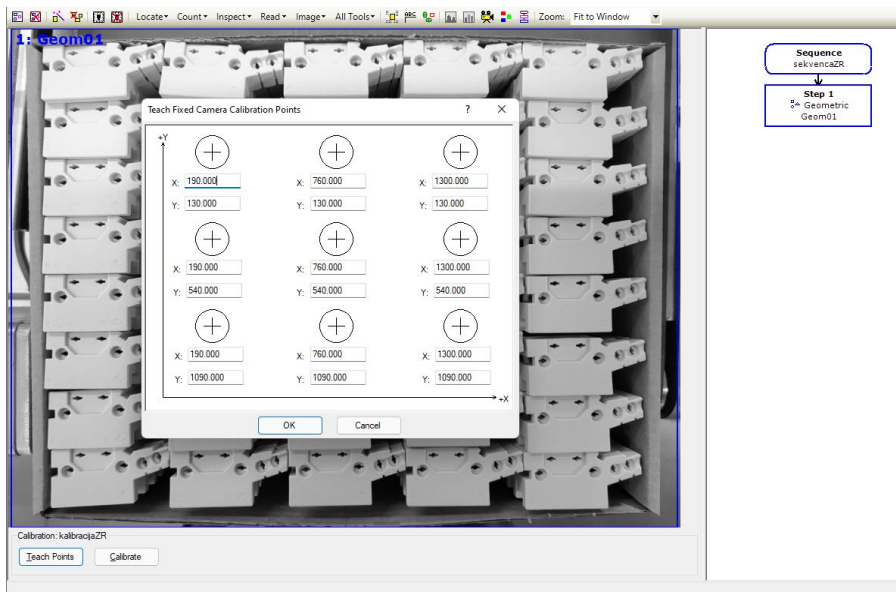 Locate Count Inspect Read Image All Tools ABC Zoom: Fit to Window
1: Geom01
Sequence
sekvencaZR
Step 1
Geometric
Geom01
Teach Fixed Camera Calibration Points ? ×
+Y
X: 190.000 X: 760.000 X: 1300.000
Y: 130.000 Y: 130.000 Y: 130.000
X: 190.000 X: 760.000 X: 1300.000
Y: 540.000 Y: 540.000 Y: 540.000
X: 190.000 X: 760.000 X: 1300.000
Y: 1090.000 Y: 1090.000 Y: 1090.000
+X
OK Cancel
Calibration: kalibracijaZR
Teach Points Calibrate